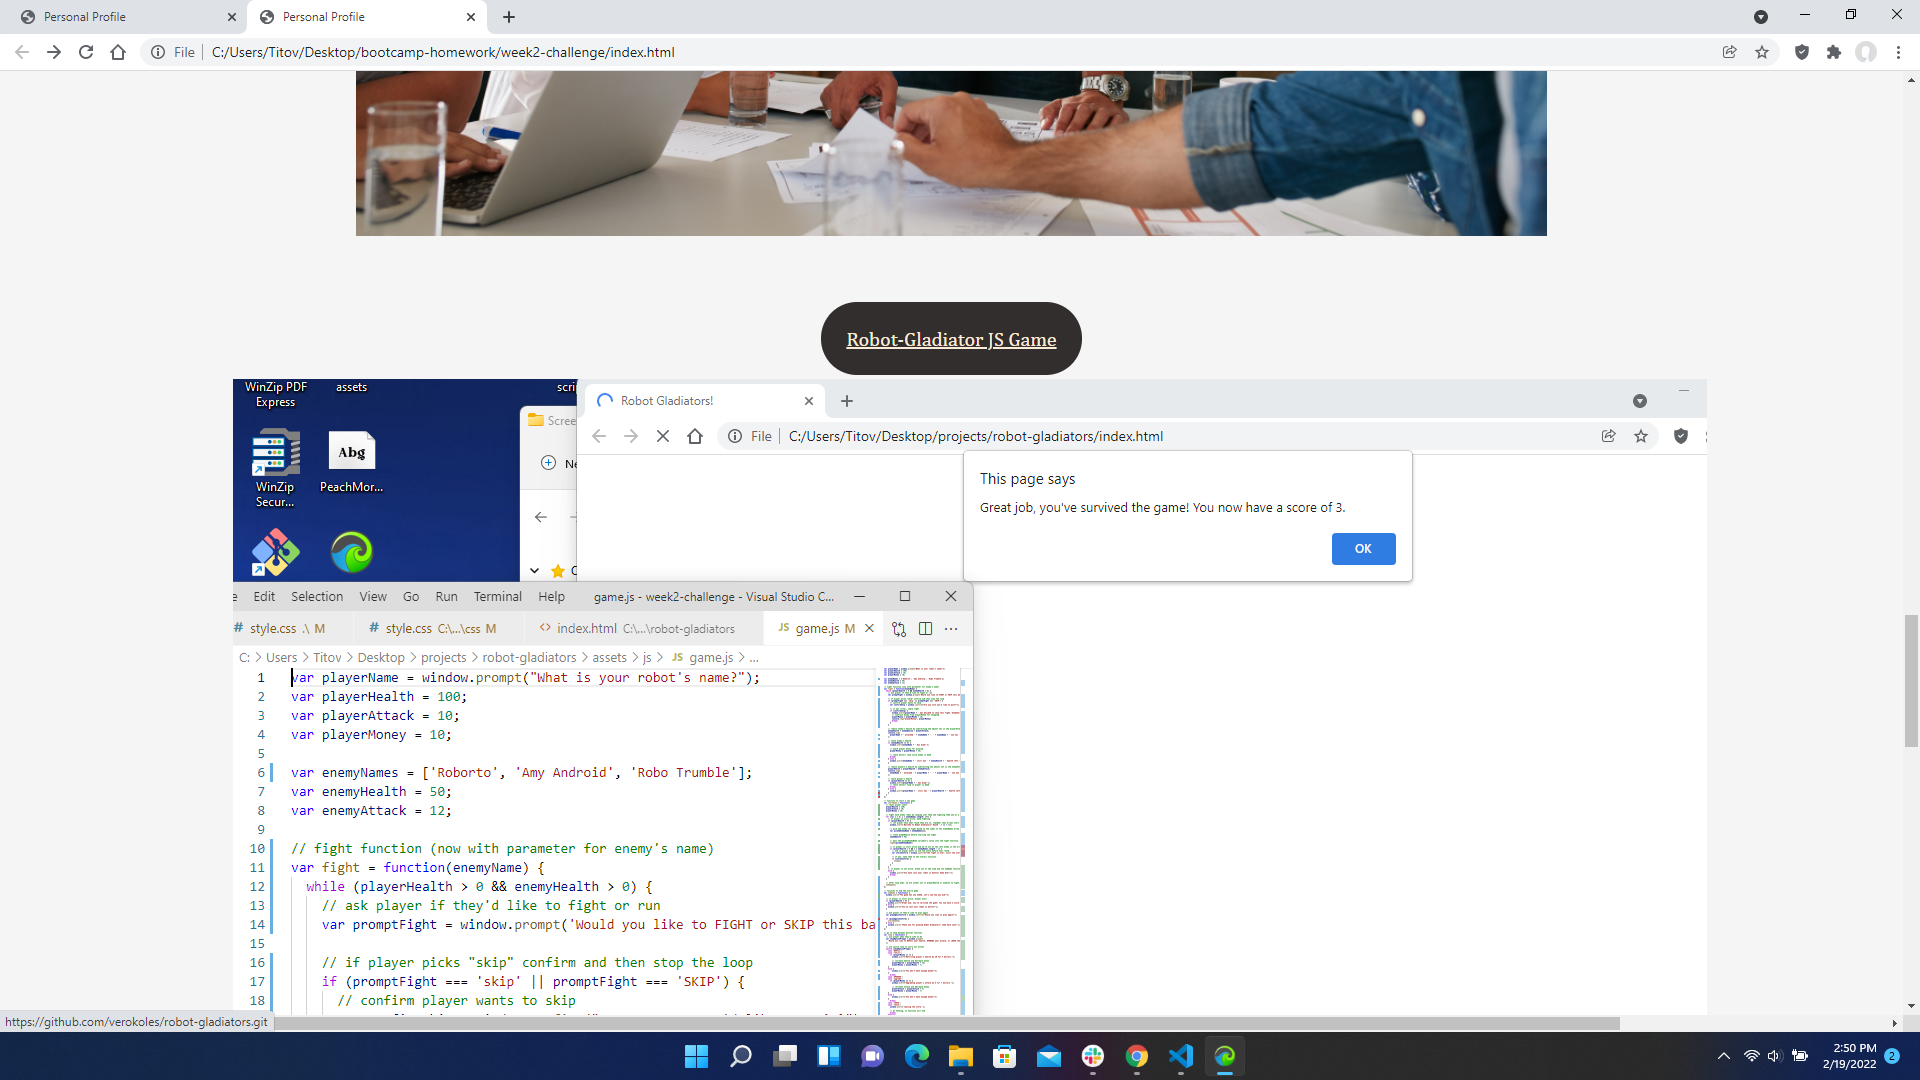 Personal Profile
Personal Profile
File
C:/Users/Titov/Desktop/bootcamp-homework/week2-challenge/index.html
Robot-Gladiator JS Game
WinZip PDF
Express
assets
scri
WinZip
Secur...
Abg
PeachMor...
Scree
Ne
Robot Gladiators!
File
C:/Users/Titov/Desktop/projects/robot-gladiators/index.html
This page says
Great job, you've survived the game! You now have a score of 3.
OK
Edit Selection View Go Run Terminal Help game.js - week2-challenge - Visual Studio C...
# style.css .\ M # style.css C:\...\css M <> index.html C:\...\robot-gladiators JS game.js M
C: > Users > Titov > Desktop > projects > robot-gladiators > assets > js > JS game.js > ...
1 var playerName = window.prompt("What is your robot's name?");
2 var playerHealth = 100;
3 var playerAttack = 10;
4 var playerMoney = 10;
5
6 var enemyNames = ['Roborto', 'Amy Android', 'Robo Trumble'];
7 var enemyHealth = 50;
8 var enemyAttack = 12;
9
10 // fight function (now with parameter for enemy's name)
11 var fight = function(enemyName) {
12 while (playerHealth > 0 && enemyHealth > 0) {
13 // ask player if they'd like to fight or run
14 var promptFight = window.prompt('Would you like to FIGHT or SKIP this ba
15
16 // if player picks "skip" confirm and then stop the loop
17 if (promptFight === 'skip' || promptFight === 'SKIP') {
18 // confirm player wants to skip
https://github.com/verokoles/robot-gladiators.git
2:50 PM
2/19/2022
2